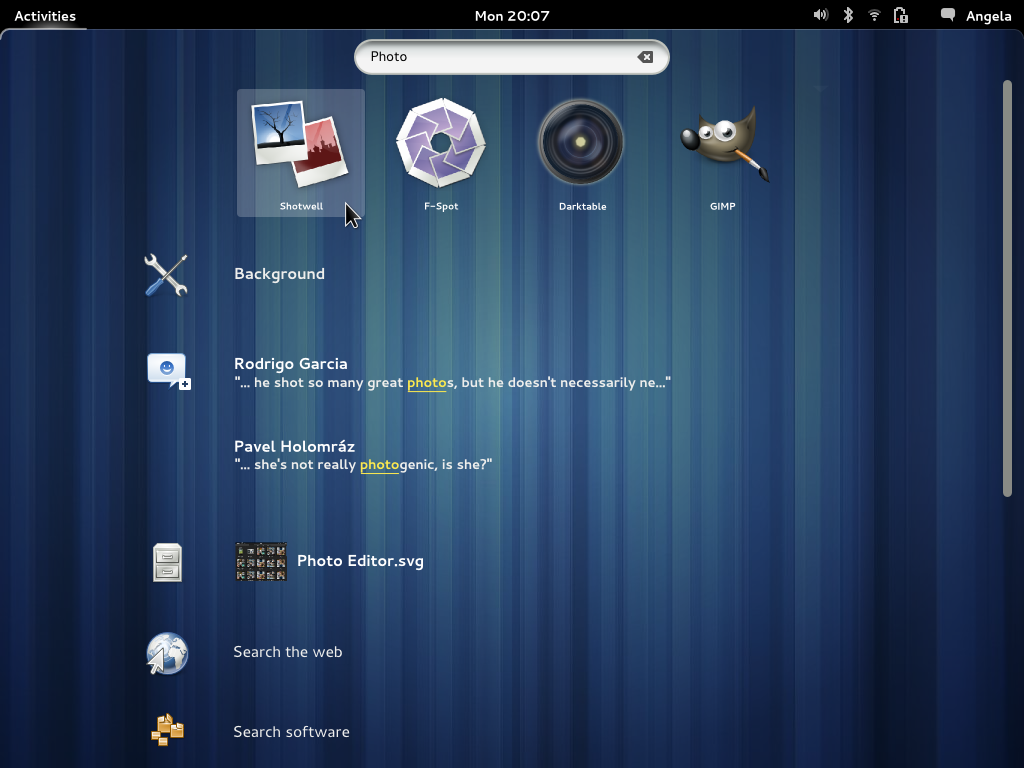 Activities
Mon 20:07
Angela
Photo
Shotwell
F-Spot
Darktable
GIMP
Background
Rodrigo Garcia
"... he shot so many great photos, but he doesn't necessarily ne..."
Pavel Holomráz
"... she's not really photogenic, is she?"
Photo Editor.svg
Search the web
Search software